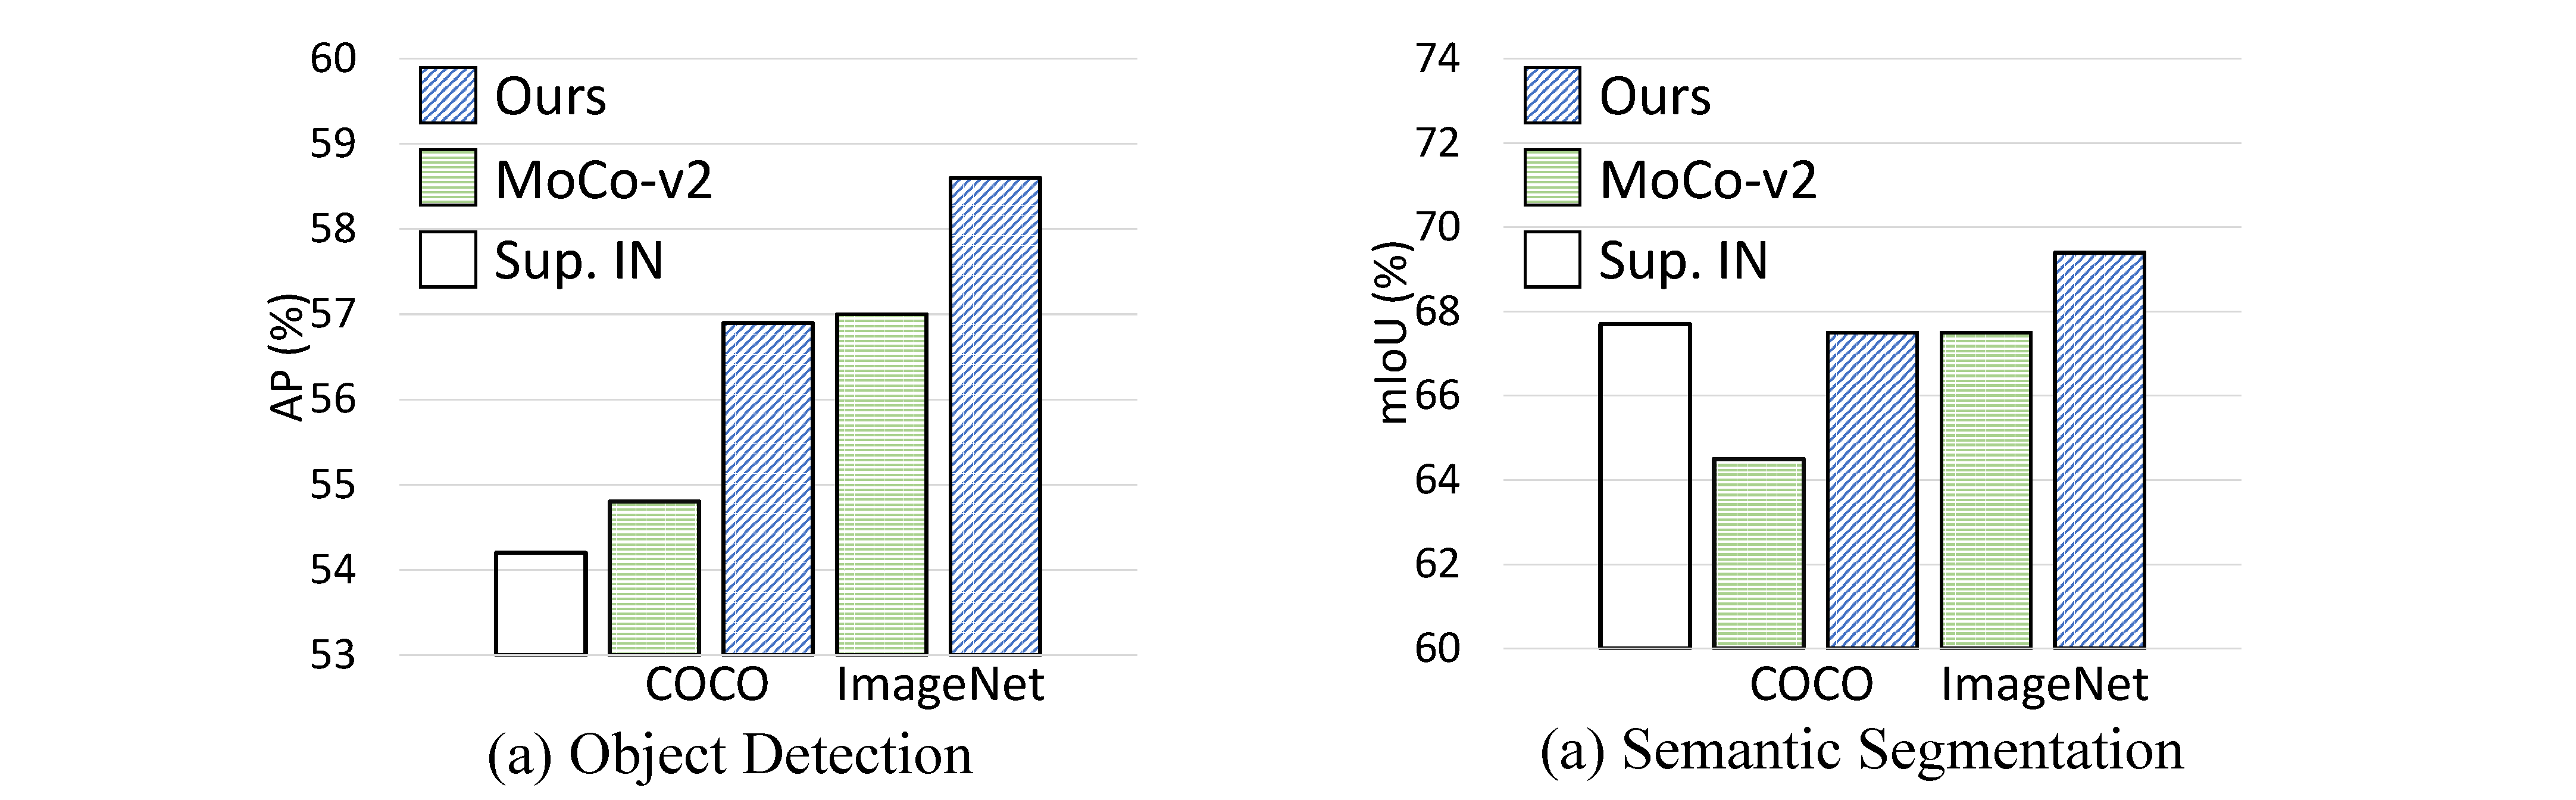 60
59
58
57
56
55
54
53
AP (%)
Ours
MoCo-v2
Sup. IN
COCO
ImageNet
(a) Object Detection
74
72
70
68
66
64
62
60
mIoU (%)
Ours
MoCo-v2
Sup. IN
COCO
ImageNet
(a) Semantic Segmentation